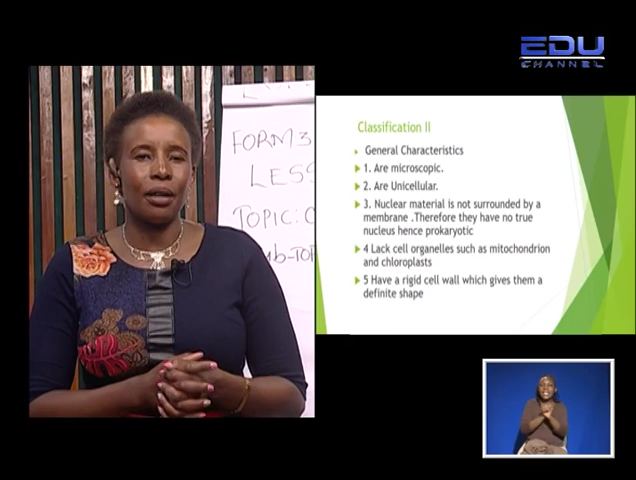 EDU
CHANNEL
FORM3
LESS
TOPIC: C
Classification II
General Characteristics
1. Are microscopic.
2. Are Unicellular.
3. Nuclear material is not surrounded by a
membrane .Therefore they have no true
nucleus hence prokaryotic
4 Lack cell organelles such as mitochondrion
and chloroplasts
5 Have a rigid cell wall which gives them a
definite shape